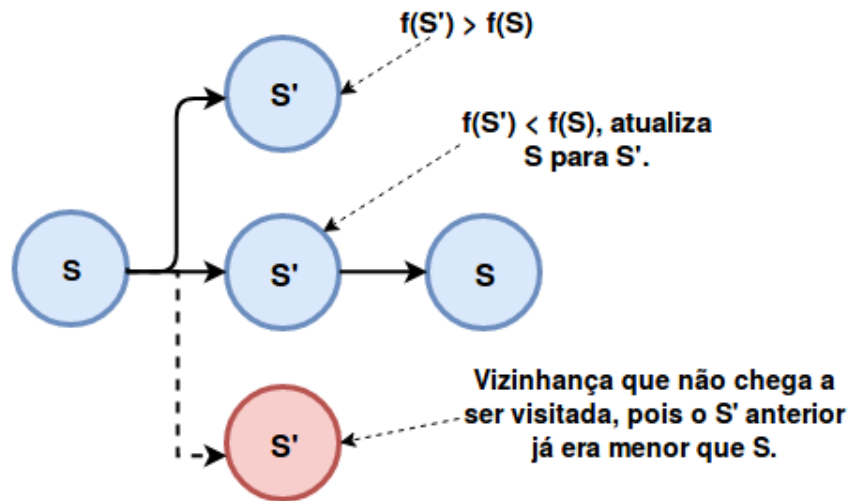 f(S') > f(S)
S'
f(S') < f(S), atualiza
S para S'.
S
S'
S
Vizinhança que não chega a
ser visitada, pois o S' anterior
já era menor que S.
S'